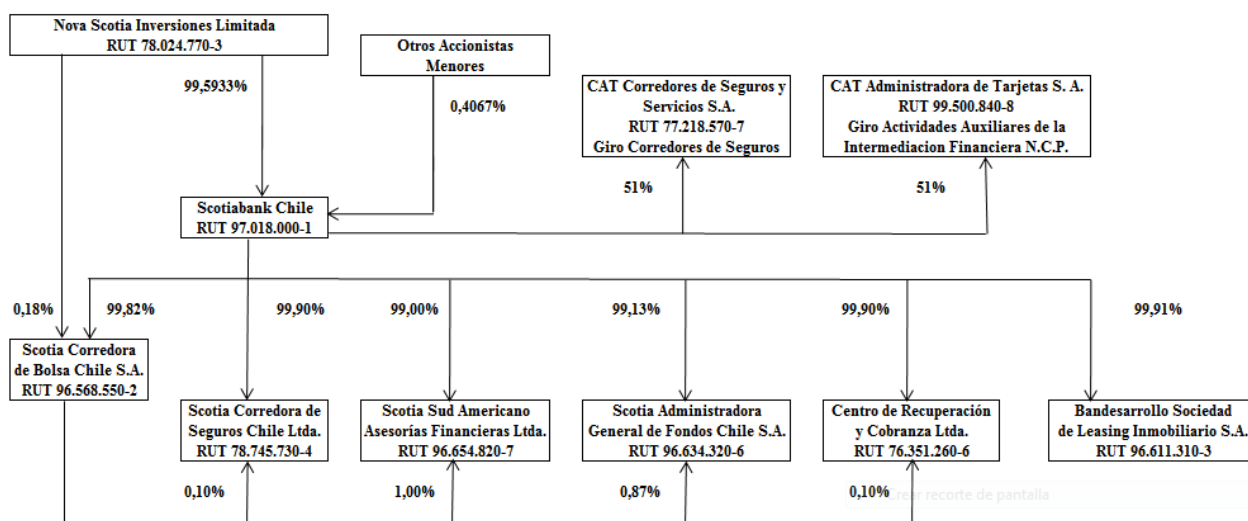 Nova Scotia Inversiones Limitada
RUT 78.024.770-3
Otros Accionistas
Menores
99,5933%
0,4067%
CAT Corredores de Seguros y
Servicios S.A.
RUT 77.218.570-7
Giro Corredores de Seguros
CAT Administradora de Tarjetas S. A.
RUT 99.500.840-8
Giro Actividades Auxiliares de la
Intermediacion Financiera N.C.P.
51%
51%
Scotiabank Chile
RUT 97.018.000-1
0,18%
99,82%
99,90%
99,00%
99,13%
99,90%
99,91%
Scotia Corredora
de Bolsa Chile S.A.
RUT 96.568.550-2
Scotia Corredora de
Seguros Chile Ltda.
RUT 78.745.730-4
Scotia Sud Americano
Asesorías Financieras Ltda.
RUT 96.654.820-7
Scotia Administradora
General de Fondos Chile S.A.
RUT 96.634.320-6
Centro de Recuperación
y Cobranza Ltda.
RUT 76.351.260-6
Bandesarrollo Sociedad
de Leasing Inmobiliario S.A.
RUT 96.611.310-3
0,10%
1,00%
0,87%
0,10%
Crear recorte de pantalla